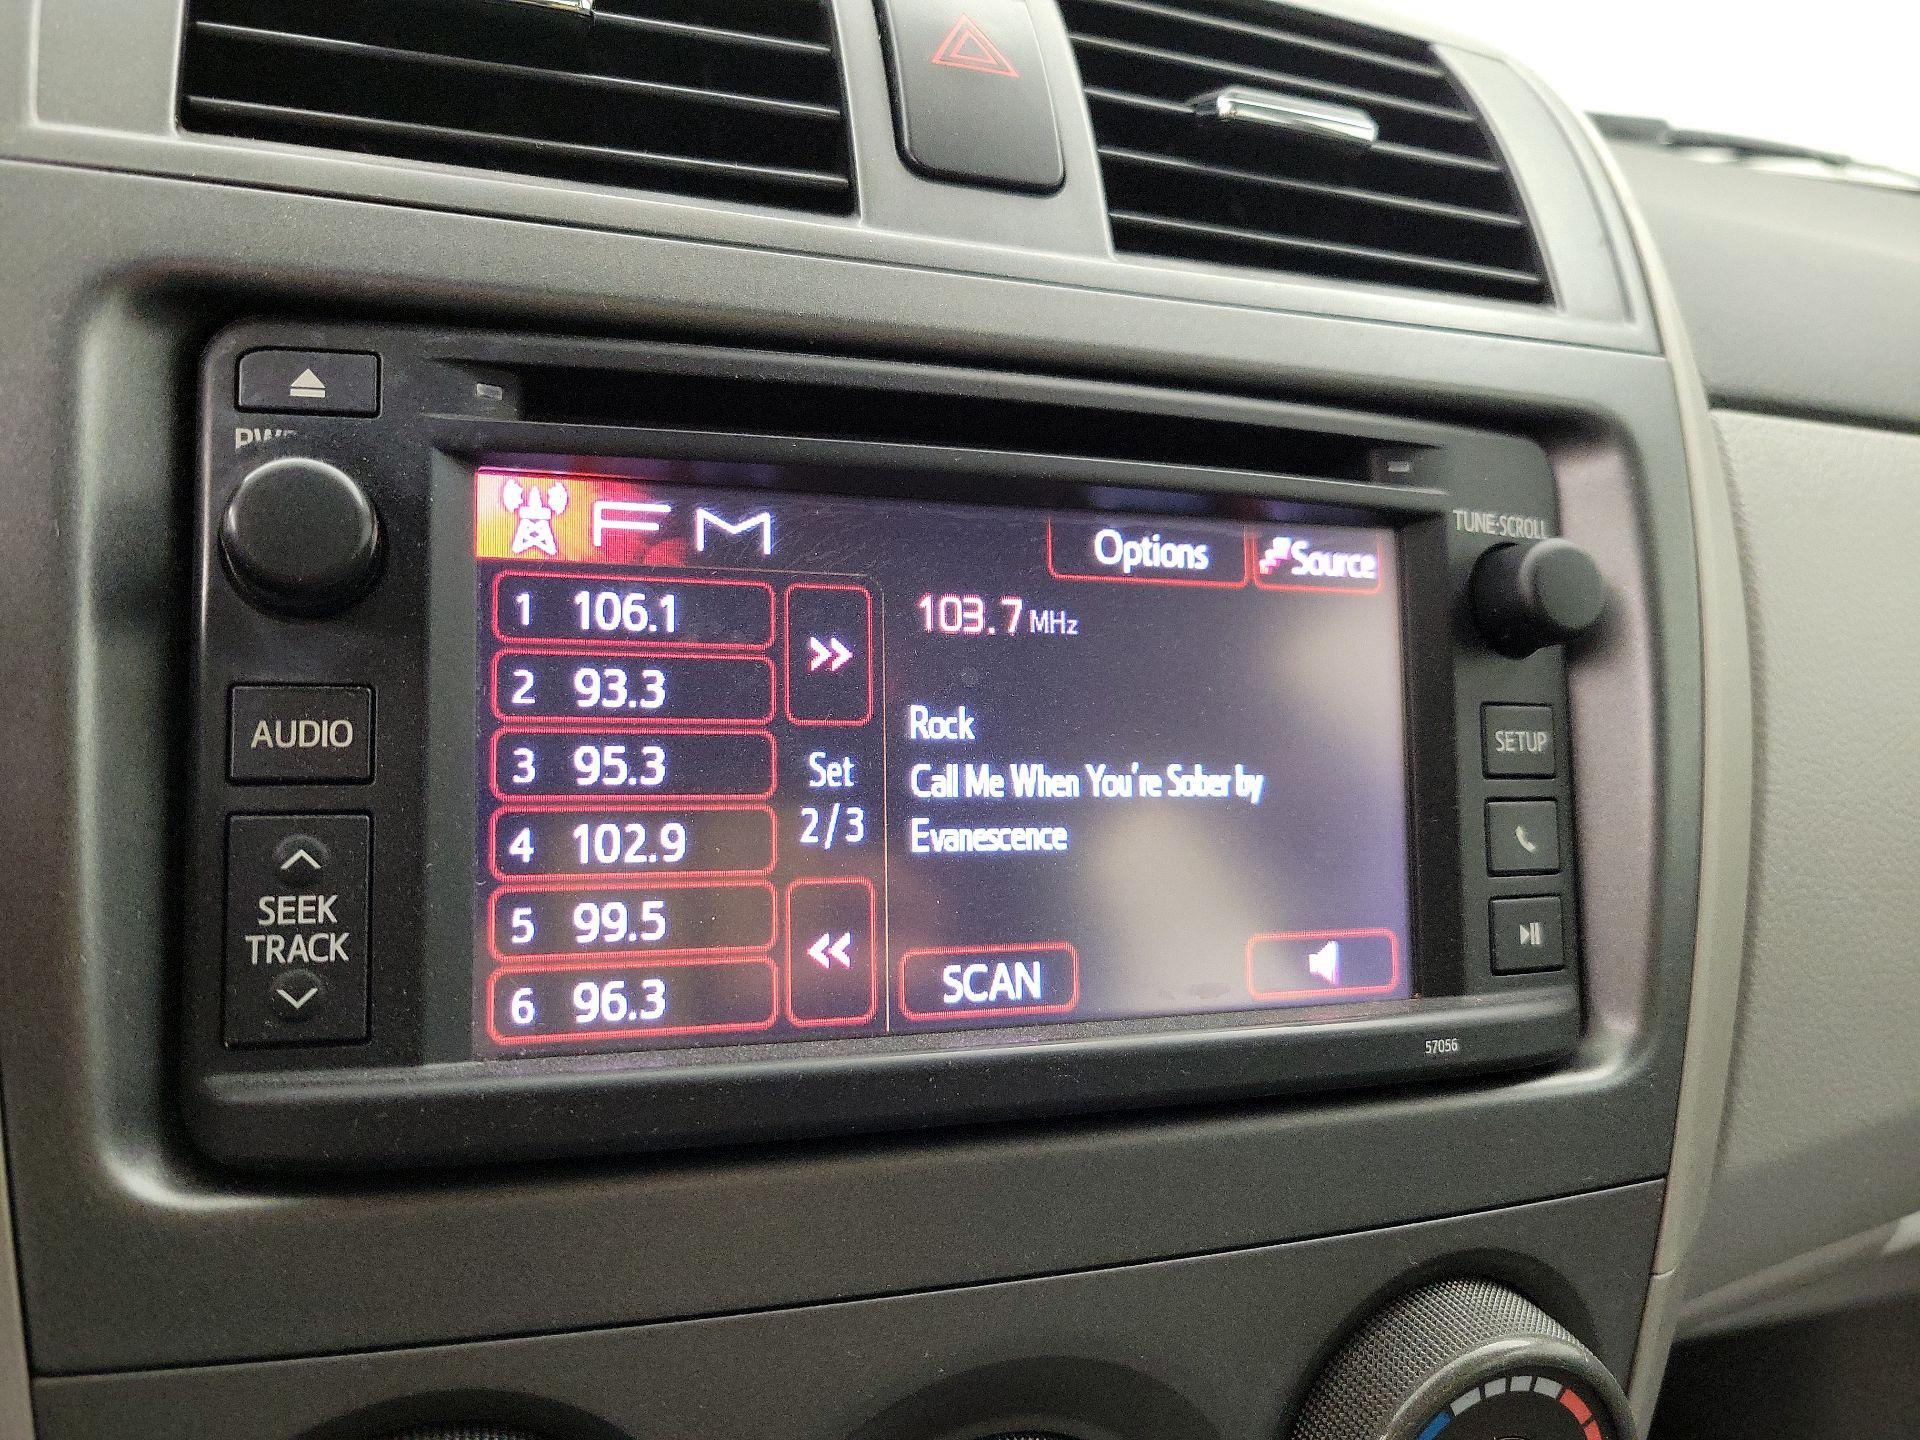 PWR
TUNE·SCROLL
FM
Options
Source
1 106.1
2 93.3
3 95.3
4 102.9
5 99.5
6 96.3
Set
2/3
103.7 MHz
Rock
Call Me When You're Sober by
Evanescence
SCAN
AUDIO
SEEK
TRACK
SETUP
57056